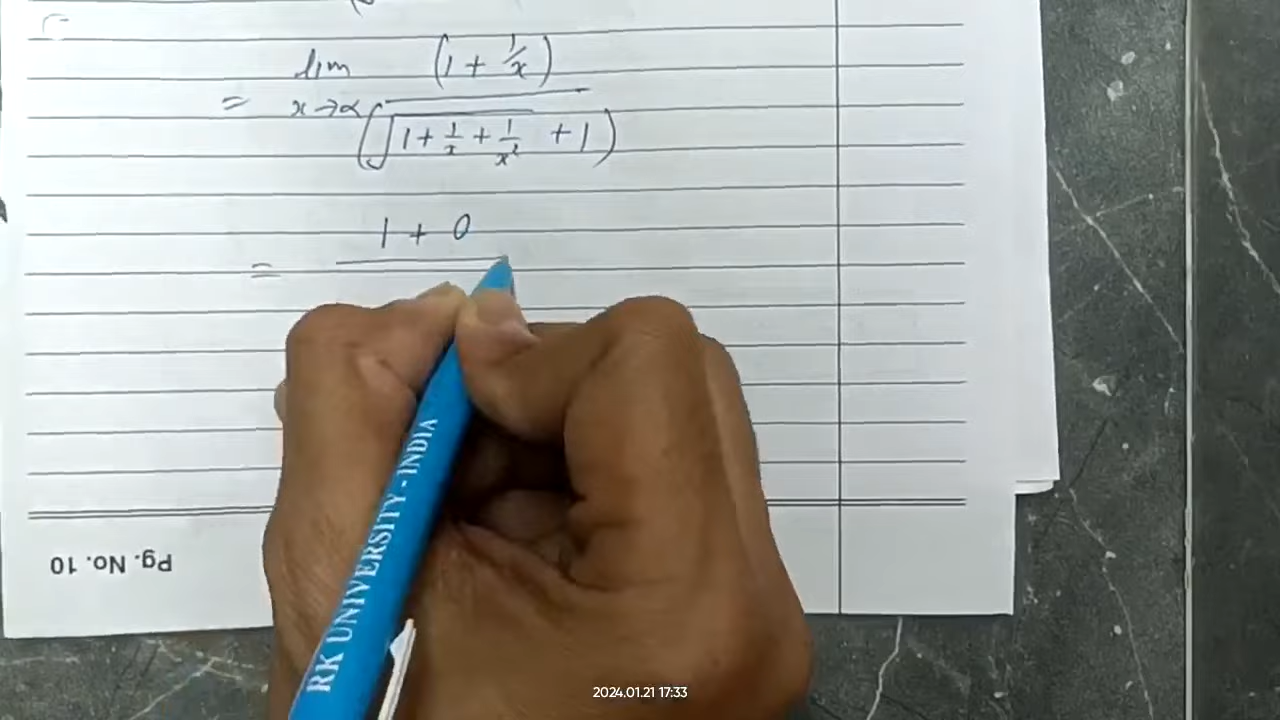 lim (1 + 1/x)
= x→∝ (√1 + 1/x + 1/x² + 1)
= 1 + 0
RK UNIVERSITY - INDIA
Pg. No. 10
2024.01.21 17:33